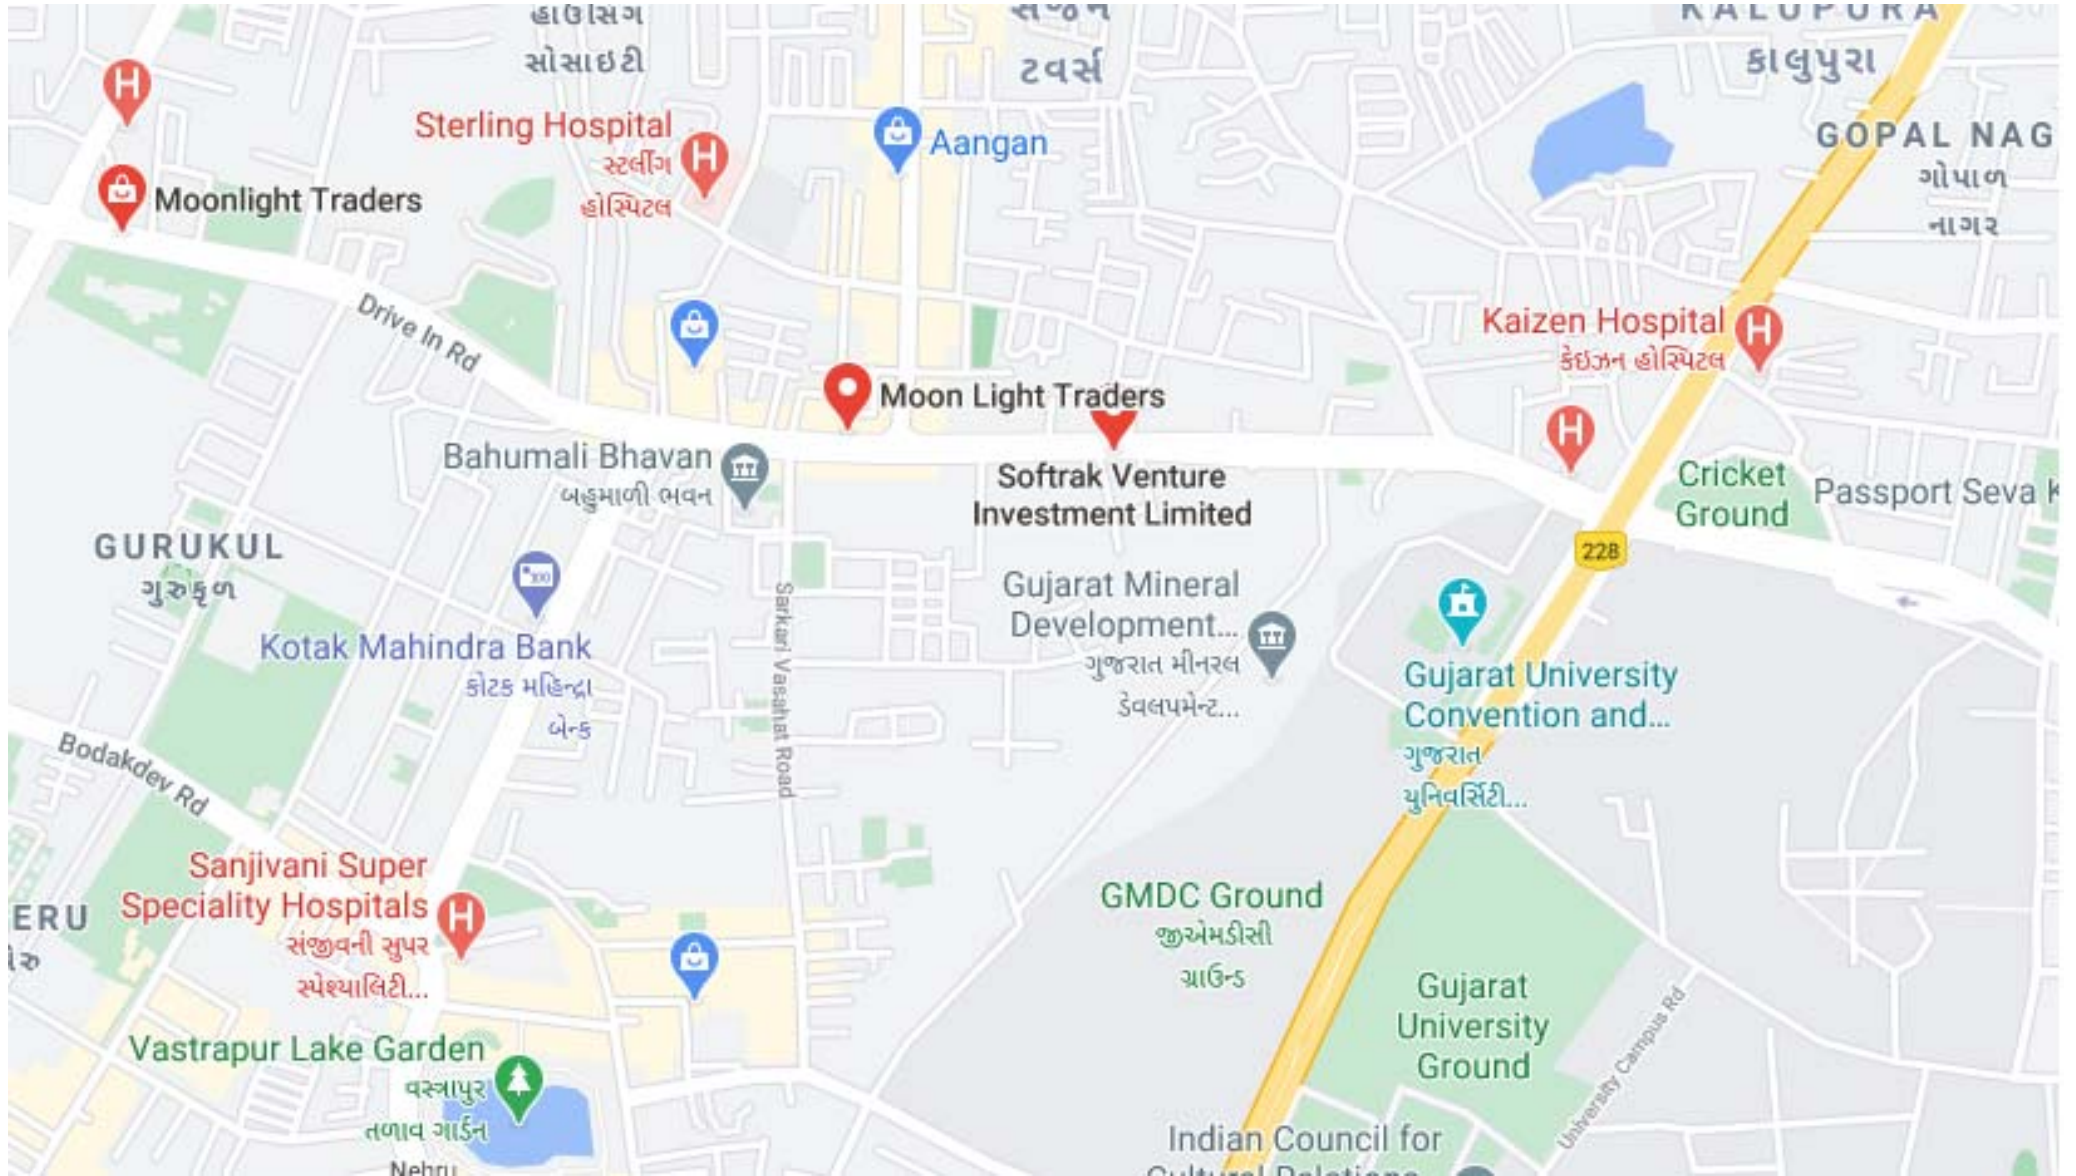 હાઉસિંગ
સોસાઇટી
ટવર્સ
KALUPURA
કાલુપુરા
GOPAL NAG
ગોપાળ
નાગર
H
Sterling Hospital
સ્ટર્લીંગ
હોસ્પિટલ
H
Aangan
Moonlight Traders
Drive In Rd
Kaizen Hospital
કેઇઝન હોસ્પિટલ
H
Moon Light Traders
H
Bahumali Bhavan
બહુમાળી ભવન
Softrak Venture
Investment Limited
Cricket
Ground
Passport Seva K
228
GURUKUL
ગુરુકૂળ
Kotak Mahindra Bank
કોટક મહિન્દ્રા
બેન્ક
Sarkari Vasahat Road
Gujarat Mineral
Development...
ગુજરાત મીનરલ
ડેવલપમેન્ટ...
Gujarat University
Convention and...
ગુજરાત
યુનિવર્સિટી...
Bodakdev Rd
Sanjivani Super
Speciality Hospitals
સંજીવની સુપર
સ્પેશ્યાલિટી...
H
ERU
GMDC Ground
જીએમડીસી
ગ્રાઉન્ડ
Gujarat
University
Ground
University Campus Rd
Vastrapur Lake Garden
વસ્ત્રાપુર
તળાવ ગાર્ડન
Nehru
Indian Council for
Cultural Relations